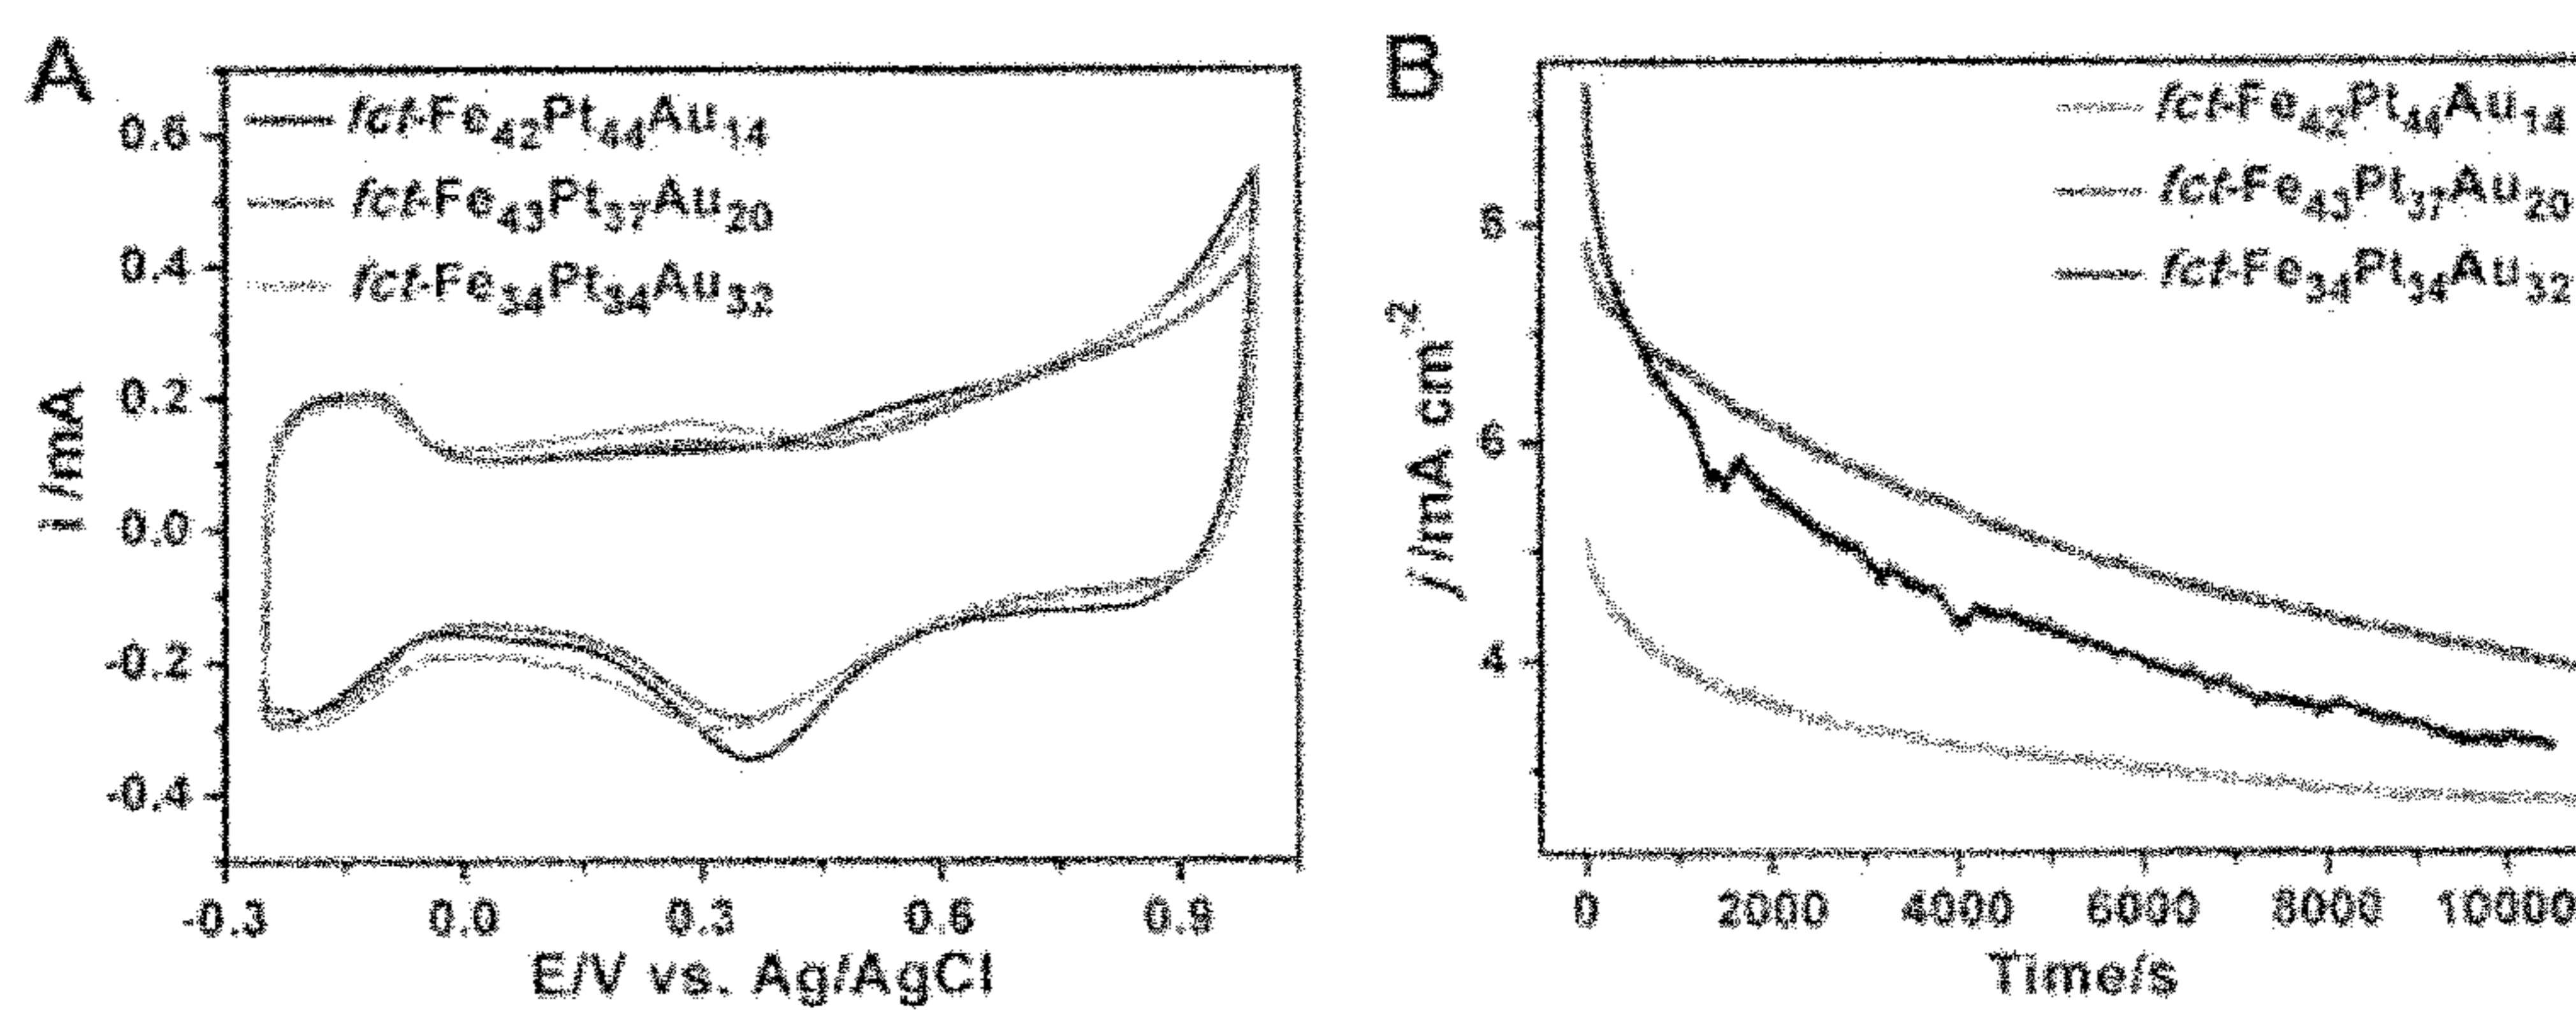 A
I /mA
0.6
0.4
0.2
0.0
-0.2
-0.4
fct-Fe42Pt44Au14
fct-Fe43Pt37Au20
fct-Fe34Pt34Au32
-0.3 0.0 0.3 0.6 0.9
E/V vs. Ag/AgCl
B
j /mA cm-2
8
6
4
fct-Fe42Pt44Au14
fct-Fe43Pt37Au20
fct-Fe34Pt34Au32
0 2000 4000 6000 8000 10000
Time/s